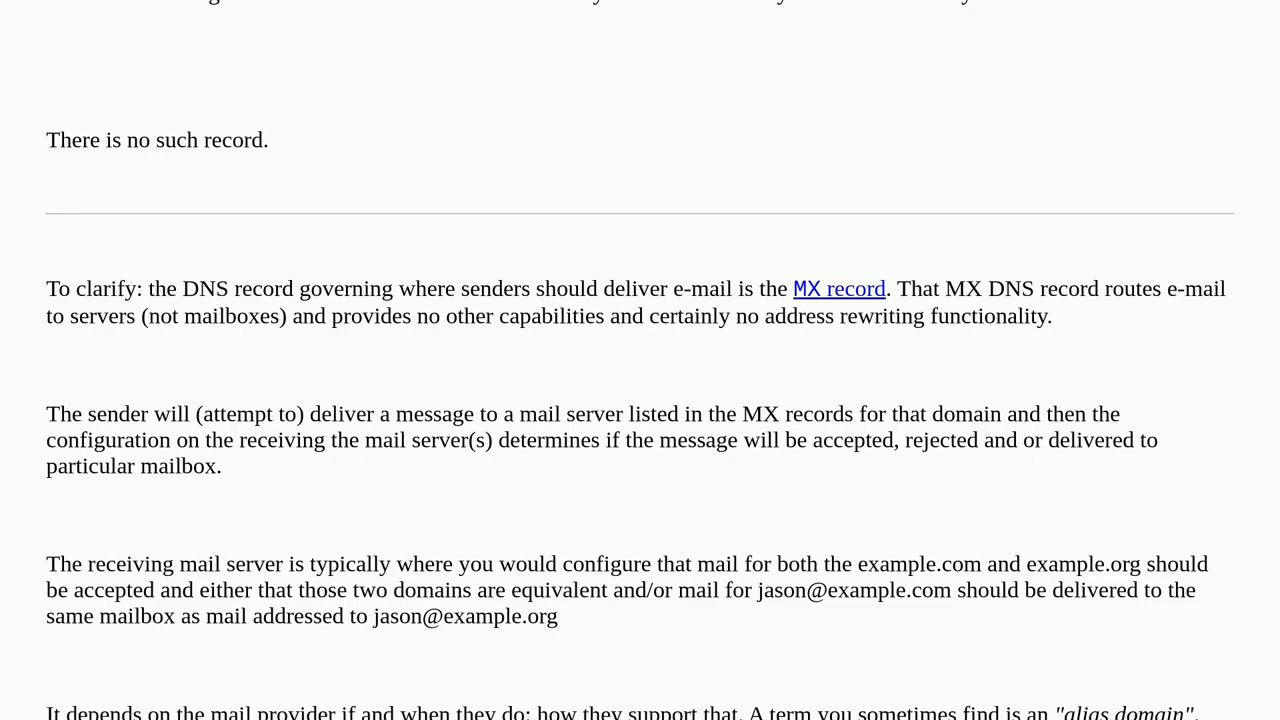 There is no such record.
To clarify: the DNS record governing where senders should deliver e-mail is the MX record. That MX DNS record routes e-mail
to servers (not mailboxes) and provides no other capabilities and certainly no address rewriting functionality.
The sender will (attempt to) deliver a message to a mail server listed in the MX records for that domain and then the
configuration on the receiving the mail server(s) determines if the message will be accepted, rejected and or delivered to
particular mailbox.
The receiving mail server is typically where you would configure that mail for both the example.com and example.org should
be accepted and either that those two domains are equivalent and/or mail for jason@example.com should be delivered to the
same mailbox as mail addressed to jason@example.org
It depends on the mail provider if and when they do; how they support that. A term you sometimes find is an "alias domain".